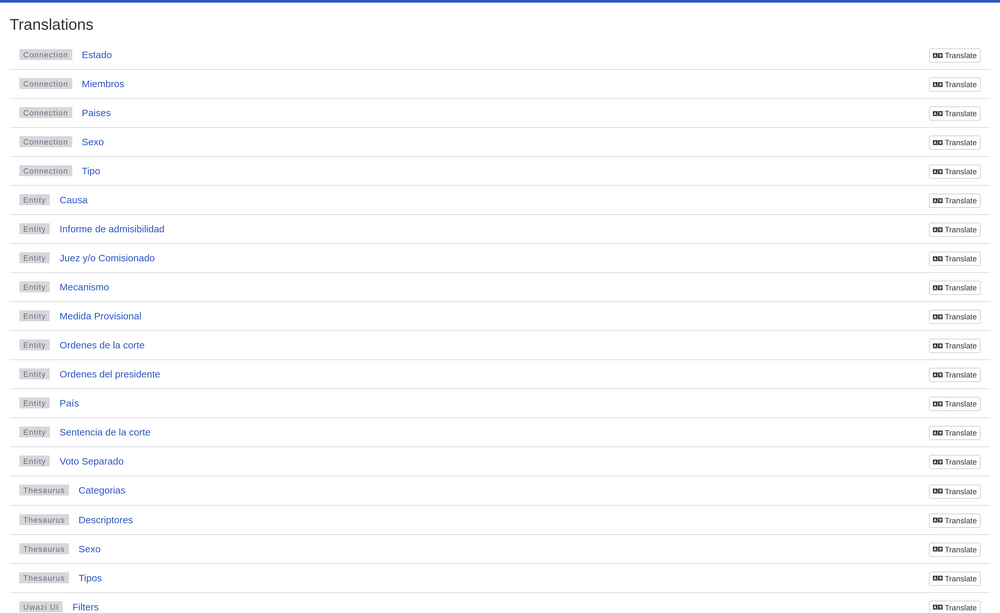 Translations
Connection Estado Translate
Connection Miembros Translate
Connection Paises Translate
Connection Sexo Translate
Connection Tipo Translate
Entity Causa Translate
Entity Informe de admisibilidad Translate
Entity Juez y/o Comisionado Translate
Entity Mecanismo Translate
Entity Medida Provisional Translate
Entity Ordenes de la corte Translate
Entity Ordenes del presidente Translate
Entity País Translate
Entity Sentencia de la corte Translate
Entity Voto Separado Translate
Thesaurus Categorias Translate
Thesaurus Descriptores Translate
Thesaurus Sexo Translate
Thesaurus Tipos Translate
Uwazi UI Filters Translate